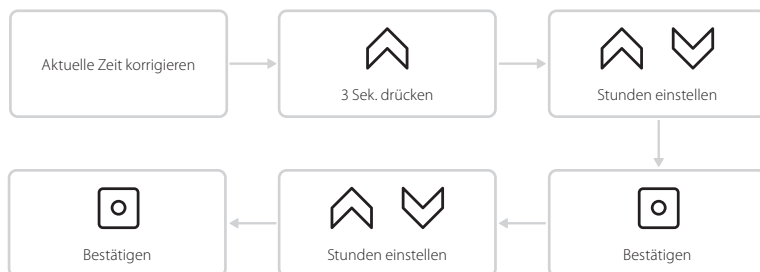 Aktuelle Zeit korrigieren
3 Sek. drücken
Stunden einstellen
Bestätigen
Stunden einstellen
Bestätigen